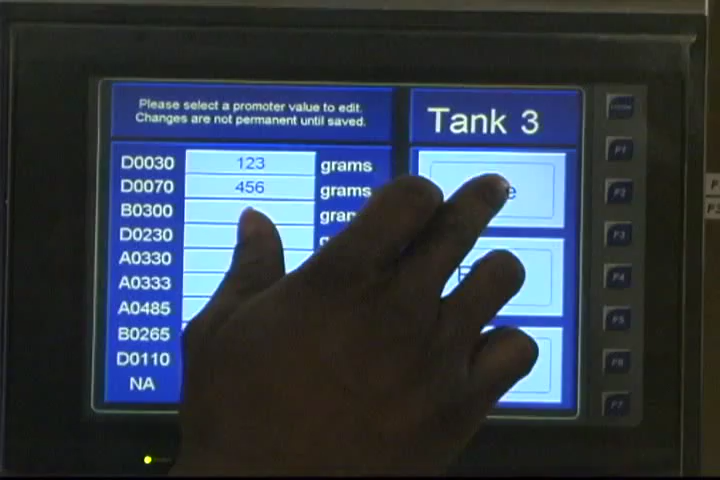 Please select a promoter value to edit.
Changes are not permanent until saved.
Tank 3
D0030 123 grams
D0070 456 grams
B0300
D0230
A0330
A0333
A0485
B0265
D0110
NA
F1
F2
F3
F4
F5
F6
F7